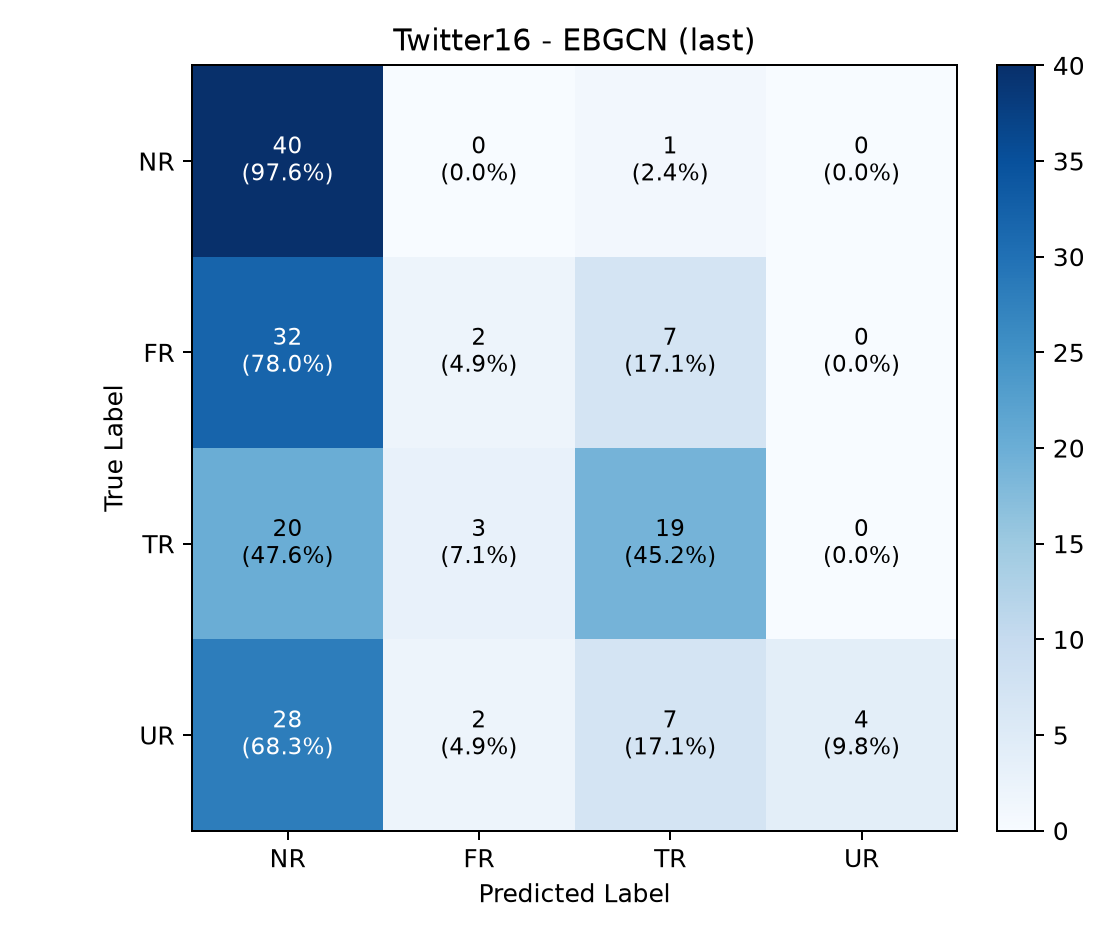 Twitter16 - EBGCN (last)
40 0 1 0
(97.6%) (0.0%) (2.4%) (0.0%)
NR
32 2 7 0
(78.0%) (4.9%) (17.1%) (0.0%)
FR
20 3 19 0
(47.6%) (7.1%) (45.2%) (0.0%)
TR
28 2 7 4
(68.3%) (4.9%) (17.1%) (9.8%)
UR
True Label
NR FR TR UR
Predicted Label
40
35
30
25
20
15
10
5
0